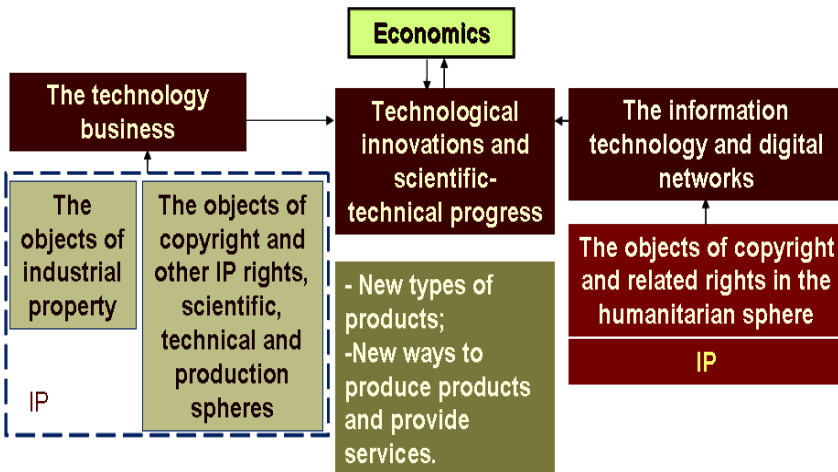 Economics
The technology
business
Technological
innovations and
scientific-
technical progress
The information
technology and digital
networks
The
objects of
industrial
property
The objects of
copyright and
other IP rights,
scientific,
technical and
production
spheres
IP
- New types of
products;
-New ways to
produce products
and provide
services.
The objects of copyright
and related rights in the
humanitarian sphere
IP